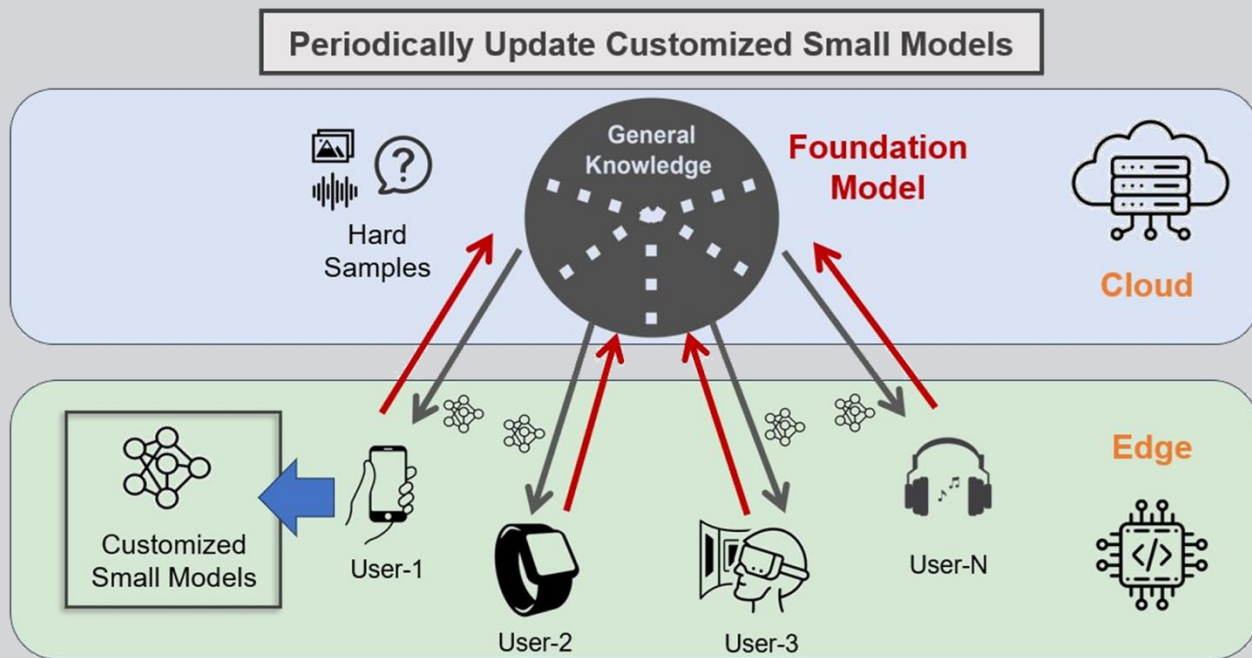 Periodically Update Customized Small Models
General
Knowledge
Foundation
Model
Hard
Samples
Cloud
Edge
Customized
Small Models
User-1
User-2
User-3
User-N